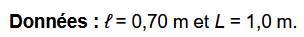 Données : ℓ = 0,70 m et L = 1,0 m.